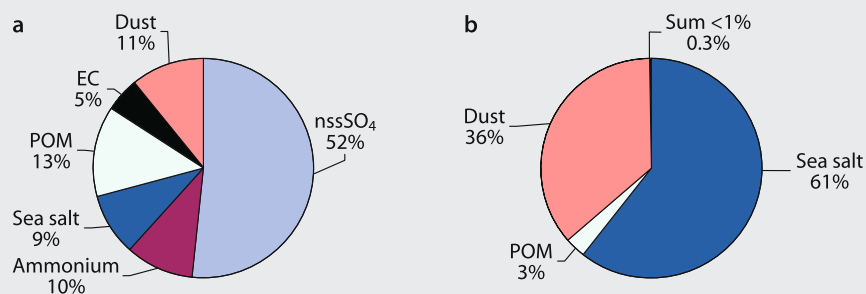 a
Dust
11%
EC
5%
POM
13%
Sea salt
9%
Ammonium
10%
nssSO₄
52%
b
Sum <1%
0.3%
Dust
36%
POM
3%
Sea salt
61%